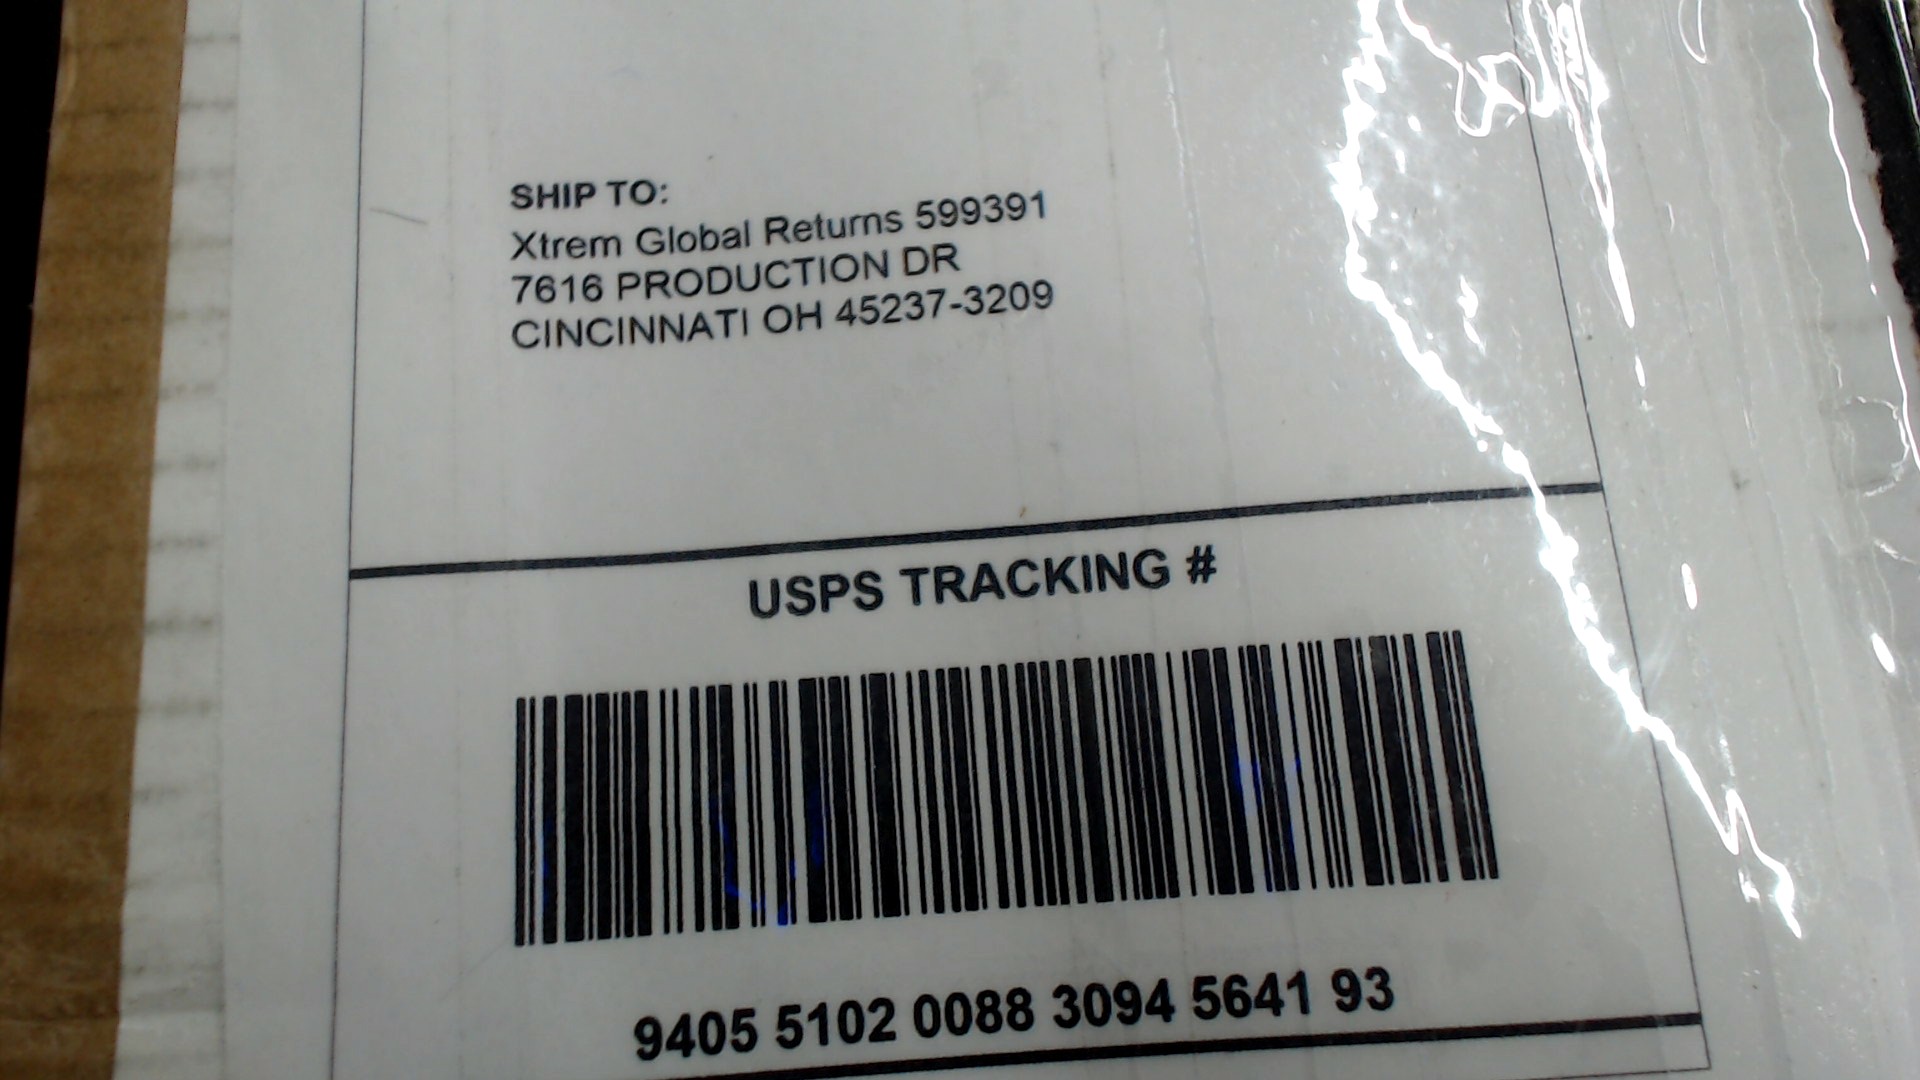 SHIP TO:
Xtrem Global Returns 599391
7616 PRODUCTION DR
CINCINNATI OH 45237-3209
USPS TRACKING #
9405 5102 0088 3094 5641 93